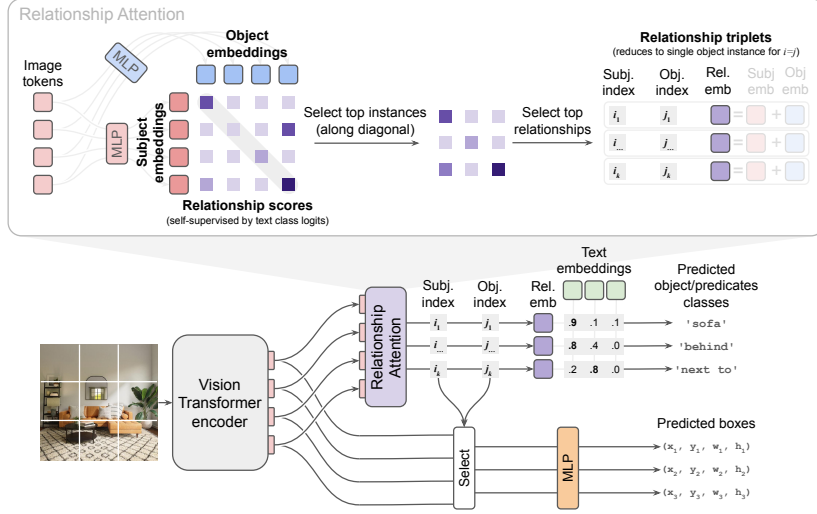 Relationship Attention
Image
tokens
MLP
MLP
Object
embeddings
Subject
embeddings
Relationship scores
(self-supervised by text class logits)
Select top instances
(along diagonal)
Select top
relationships
Relationship triplets
(reduces to single object instance for i=j)
Subj.
index
Obj.
index
Rel.
emb
Subj
emb
Obj
emb
i1 j1 = +
i... j... = +
ik jk = +
Vision
Transformer
encoder
Relationship
Attention
Subj.
index
Obj.
index
Rel.
emb
Text
embeddings
Predicted
object/predicates
classes
i1 j1 .9 .1 .1 'sofa'
i... j... .8 .4 .0 'behind'
ik jk .2 .8 .0 'next to'
Select
MLP
Predicted boxes
(x1, y1, w1, h1)
(x2, y2, w2, h2)
(x3, y3, w3, h3)